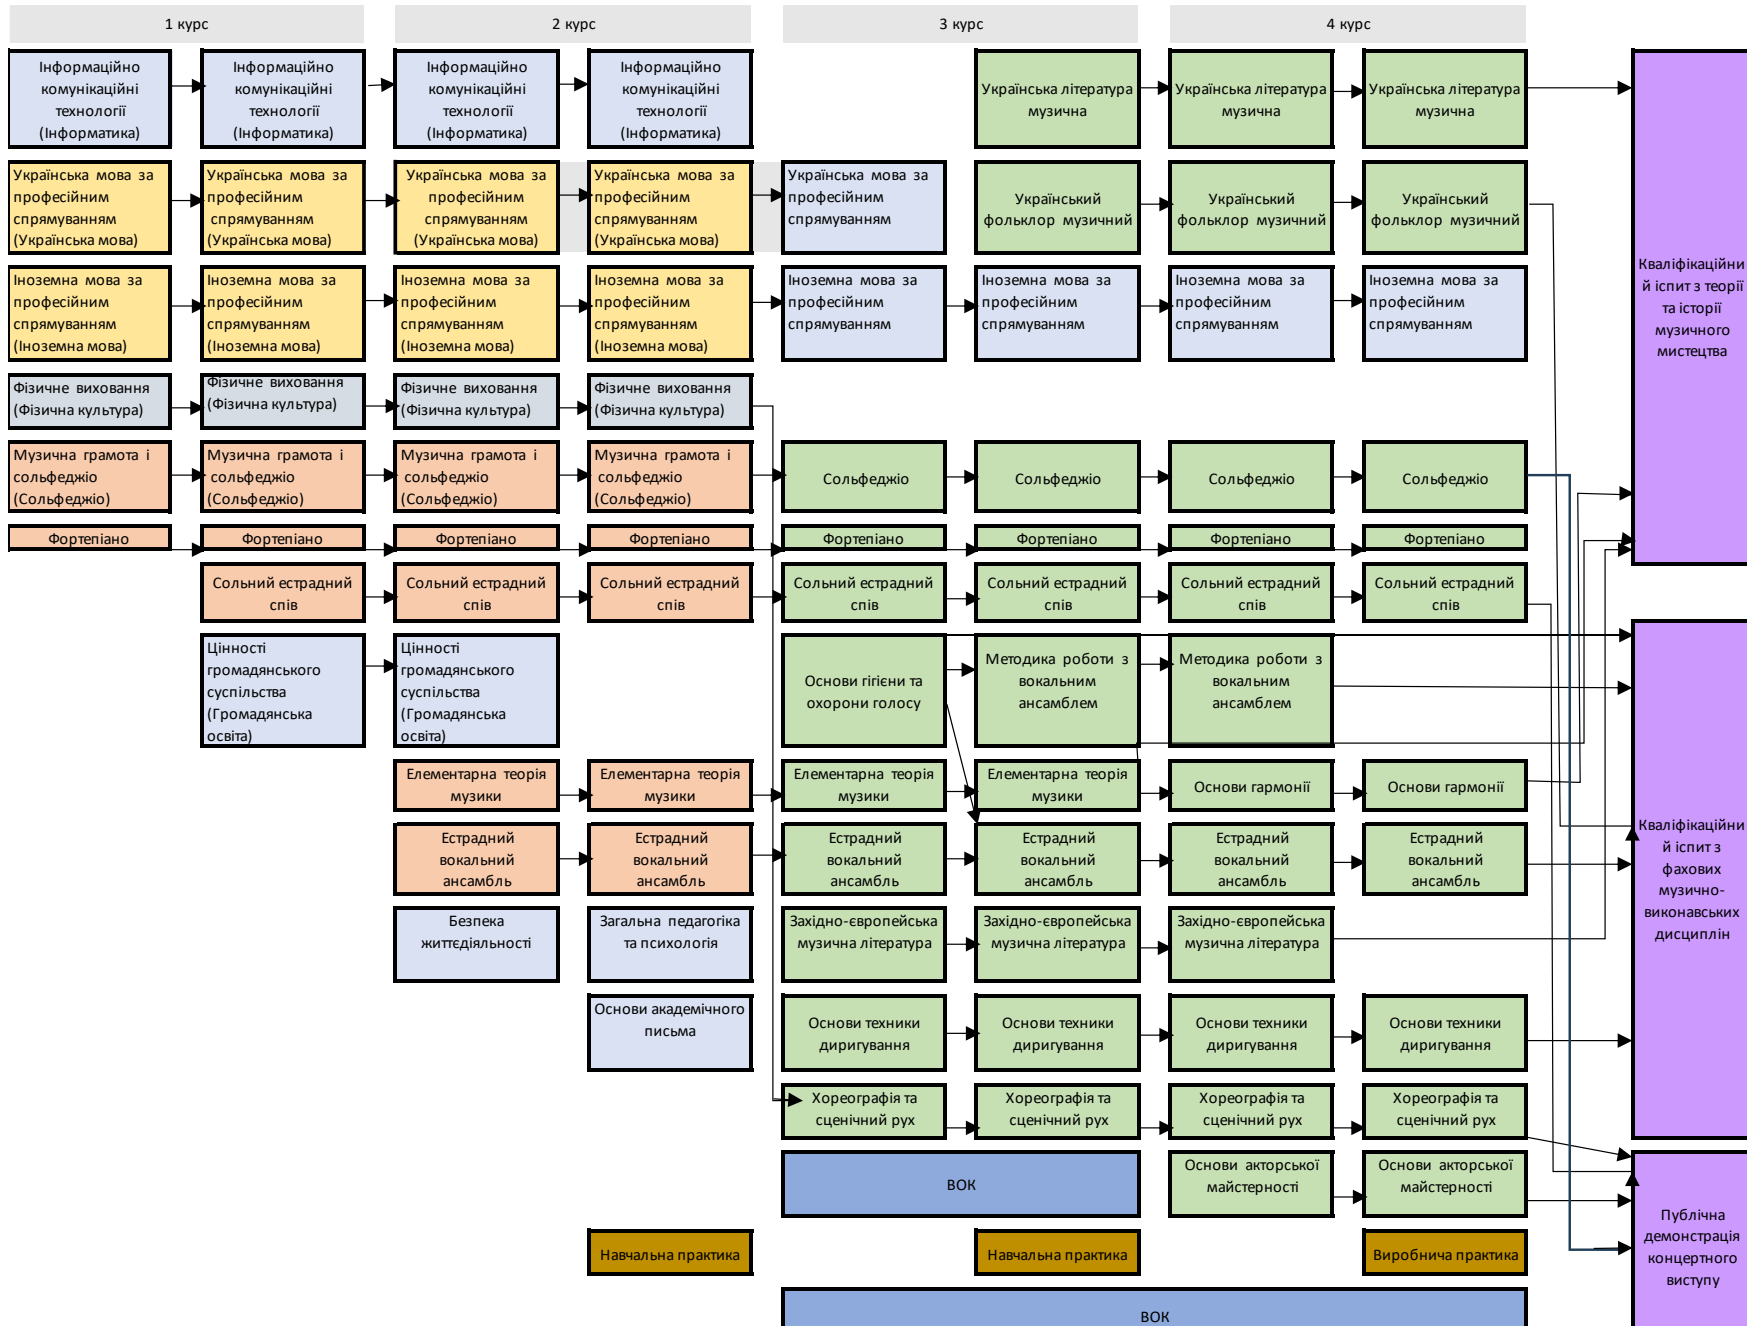 1 курс
2 курс
3 курс
4 курс
Інформаційно
комунікаційні
технології
(Інформатика)
Інформаційно
комунікаційні
технології
(Інформатика)
Інформаційно
комунікаційні
технології
(Інформатика)
Інформаційно
комунікаційні
технології
(Інформатика)
Українська література
музична
Українська література
музична
Українська література
музична
Українська мова за
професійним
спрямуванням
(Українська мова)
Українська мова за
професійним
спрямуванням
(Українська мова)
Українська мова за
професійним
спрямуванням
(Українська мова)
Українська мова за
професійним
спрямуванням
(Українська мова)
Українська мова за
професійним
спрямуванням
Український
фольклор музичний
Український
фольклор музичний
Український
фольклор музичний
Іноземна мова за
професійним
спрямуванням
(Іноземна мова)
Іноземна мова за
професійним
спрямуванням
(Іноземна мова)
Іноземна мова за
професійним
спрямуванням
(Іноземна мова)
Іноземна мова за
професійним
спрямуванням
(Іноземна мова)
Іноземна мова за
професійним
спрямуванням
Іноземна мова за
професійним
спрямуванням
Іноземна мова за
професійним
спрямуванням
Іноземна мова за
професійним
спрямуванням
Кваліфікаційни
й іспит з теорії
та історії
музичного
мистецтва
Фізичне виховання
(Фізична культура)
Фізичне виховання
(Фізична культура)
Фізичне виховання
(Фізична культура)
Фізичне виховання
(Фізична культура)
Музична грамота і
сольфеджіо
(Сольфеджіо)
Музична грамота і
сольфеджіо
(Сольфеджіо)
Музична грамота і
сольфеджіо
(Сольфеджіо)
Музична грамота і
сольфеджіо
(Сольфеджіо)
Сольфеджіо
Сольфеджіо
Сольфеджіо
Сольфеджіо
Фортепіано
Фортепіано
Фортепіано
Фортепіано
Фортепіано
Фортепіано
Фортепіано
Фортепіано
Сольний естрадний
спів
Сольний естрадний
спів
Сольний естрадний
спів
Сольний естрадний
спів
Сольний естрадний
спів
Сольний естрадний
спів
Сольний естрадний
спів
Цінності
громадянського
суспільства
(Громадянська
освіта)
Цінності
громадянського
суспільства
(Громадянська
освіта)
Основи гігієни та
охорони голосу
Методика роботи з
вокальним
ансамблем
Методика роботи з
вокальним
ансамблем
Елементарна теорія
музики
Елементарна теорія
музики
Елементарна теорія
музики
Елементарна теорія
музики
Основи гармонії
Основи гармонії
Естрадний
вокальний
ансамбль
Естрадний
вокальний
ансамбль
Естрадний
вокальний
ансамбль
Естрадний
вокальний
ансамбль
Естрадний
вокальний
ансамбль
Естрадний
вокальний
ансамбль
Кваліфікаційни
й іспит з
фахових
музично-
виконавських
дисциплін
Безпека
життєдіяльності
Загальна педагогіка
та психологія
Західно-європейська
музична література
Західно-європейська
музична література
Західно-європейська
музична література
Основи академічного
письма
Основи техники
диригування
Основи техники
диригування
Основи техники
диригування
Основи техники
диригування
Хореографія та
сценічний рух
Хореографія та
сценічний рух
Хореографія та
сценічний рух
Хореографія та
сценічний рух
ВОК
Основи акторської
майстерності
Основи акторської
майстерності
Публічна
демонстрація
концертного
виступу
Навчальна практика
Навчальна практика
Виробнича практика
ВОК